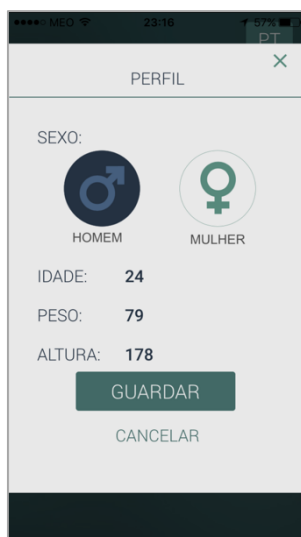 MEO 23:16 57%
PT
PERFIL
SEXO:
HOMEM MULHER
IDADE: 24
PESO: 79
ALTURA: 178
GUARDAR
CANCELAR